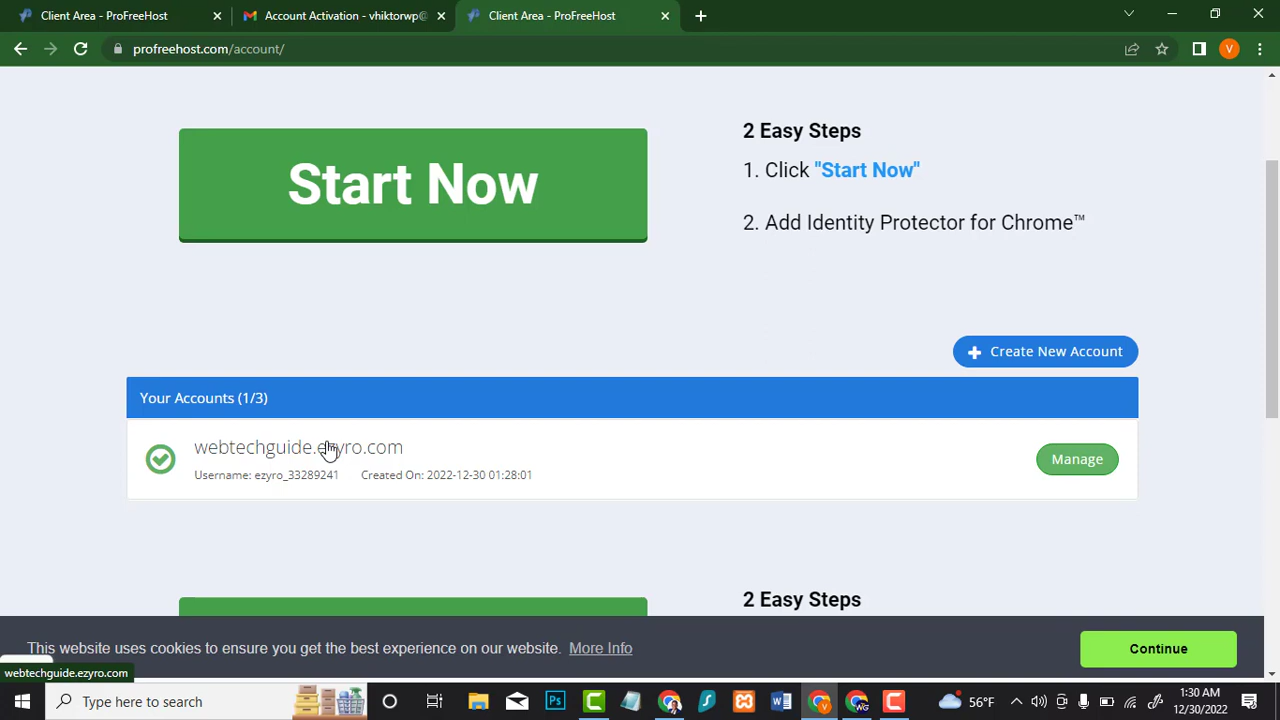 Client Area - ProFreeHost
Account Activation - vhiktorwp@
Client Area - ProFreeHost
profreehost.com/account/
V
Start Now
2 Easy Steps
1. Click "Start Now"
2. Add Identity Protector for Chrome™
Create New Account
Your Accounts (1/3)
webtechguide.ezyro.com
Manage
Username: ezyro_33289241 Created On: 2022-12-30 01:28:01
2 Easy Steps
This website uses cookies to ensure you get the best experience on our website. More Info
Continue
webtechguide.ezyro.com
Type here to search
56°F
1:30 AM
12/30/2022